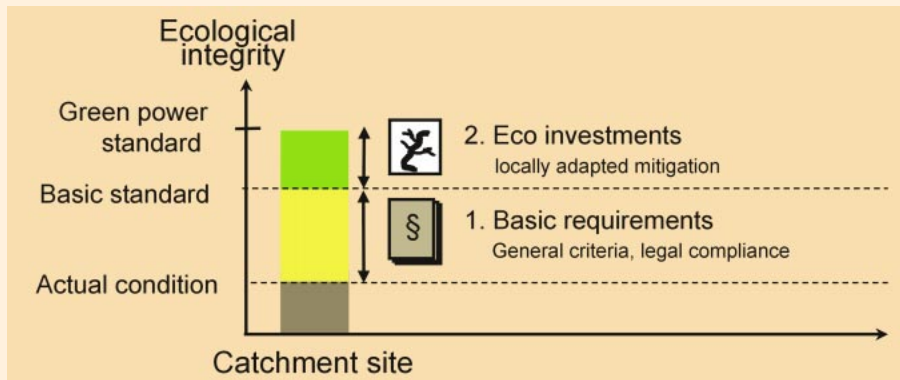 Ecological
integrity
Green power
standard
2. Eco investments
locally adapted mitigation
Basic standard
§
1. Basic requirements
General criteria, legal compliance
Actual condition
Catchment site